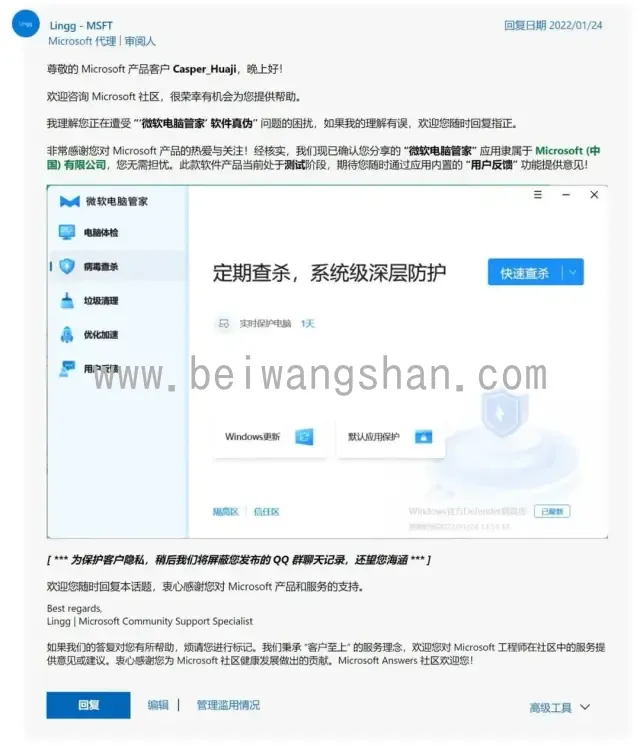 Lingg
Lingg - MSFT
回复日期 2022/01/24
Microsoft 代理 | 审阅人
尊敬的 Microsoft 产品客户 Casper_Huaji，晚上好！
欢迎咨询 Microsoft 社区，很荣幸有机会为您提供帮助。
我理解您正在遭受 “‘微软电脑管家’ 软件真伪” 问题的困扰，如果我的理解有误，欢迎您随时回复指正。
非常感谢您对 Microsoft 产品的热爱与关注！经核实，我们现已确认您分享的 “微软电脑管家” 应用隶属于 Microsoft (中
国) 有限公司，您无需担忧。此款软件产品当前处于测试阶段，期待您随时通过应用内置的 “用户反馈” 功能提供意见！
微软电脑管家
电脑体检
病毒查杀
定期查杀，系统级深层防护
快速查杀
垃圾清理
实时保护电脑 1天
优化加速
用户反馈
www.beiwangshan.com
Windows更新
默认应用保护
隔离区
信任区
Windows官方Defender病毒库
已最新
[ *** 为保护客户隐私，稍后我们将屏蔽您发布的 QQ 群聊天记录，还望您海涵 *** ]
欢迎您随时回复本话题，衷心感谢您对 Microsoft 产品和服务的支持。
Best regards,
Lingg | Microsoft Community Support Specialist
如果我们的答复对您有所帮助，烦请您进行标记。我们秉承 “客户至上” 的服务理念，欢迎您对 Microsoft 工程师在社区中的服务提
供意见或建议。衷心感谢您为 Microsoft 社区健康发展做出的贡献。Microsoft Answers 社区欢迎您！
回复
编辑
管理滥用情况
高级工具